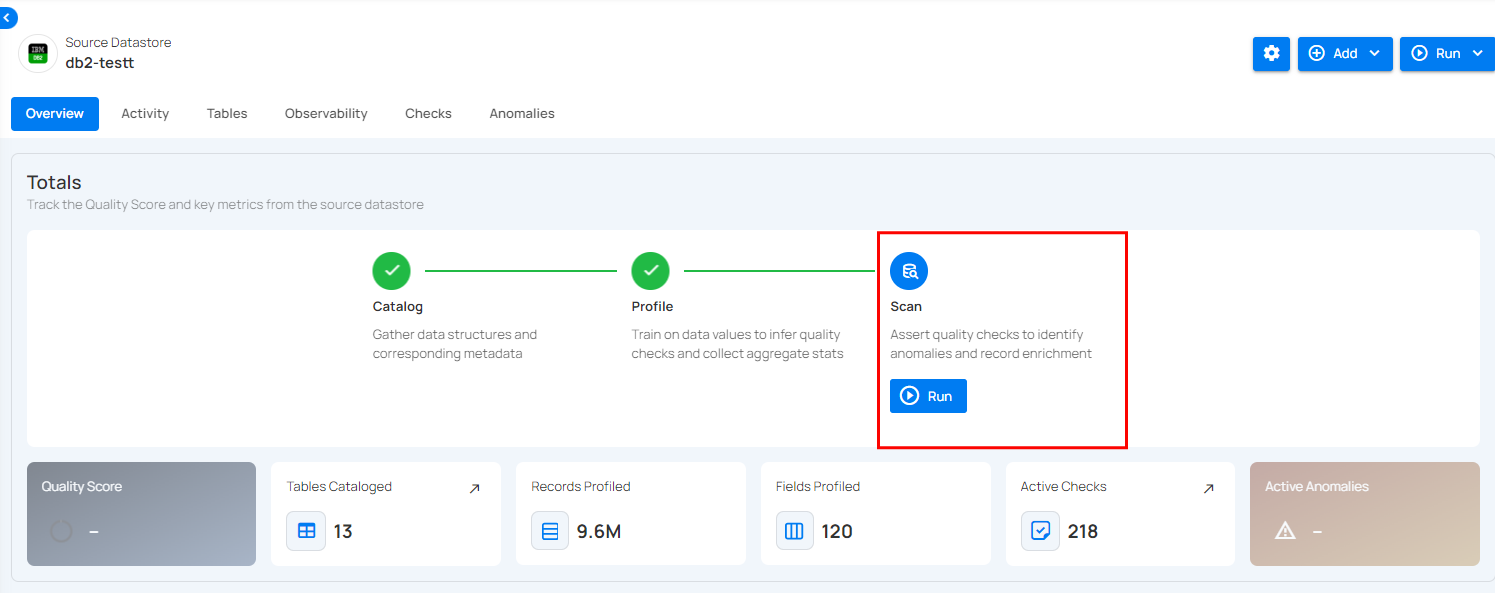 Source Datastore
IBM
DB2
db2-testt
Add
Run
Overview
Activity
Tables
Observability
Checks
Anomalies
Totals
Track the Quality Score and key metrics from the source datastore
Catalog
Gather data structures and
corresponding metadata
Profile
Train on data values to infer quality
checks and collect aggregate stats
Scan
Assert quality checks to identify
anomalies and record enrichment
Run
Quality Score
–
Tables Cataloged
13
Records Profiled
9.6M
Fields Profiled
120
Active Checks
218
Active Anomalies
–